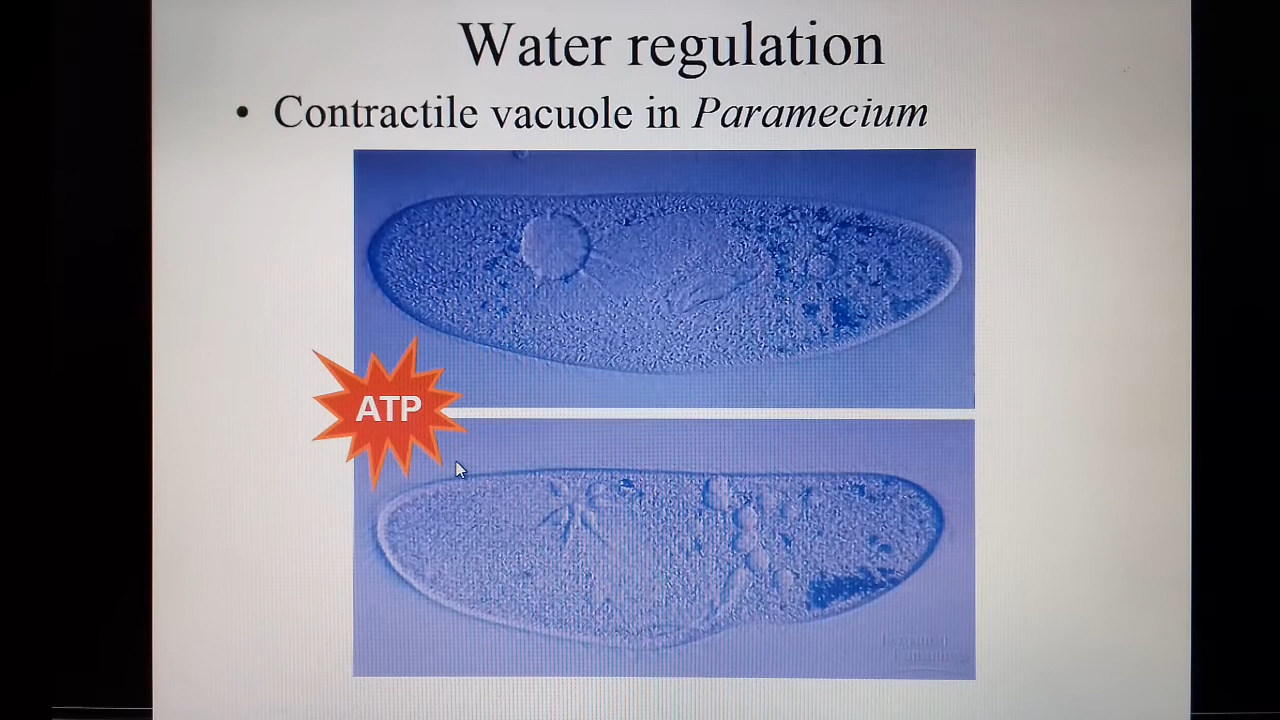 Water regulation
• Contractile vacuole in Paramecium
ATP